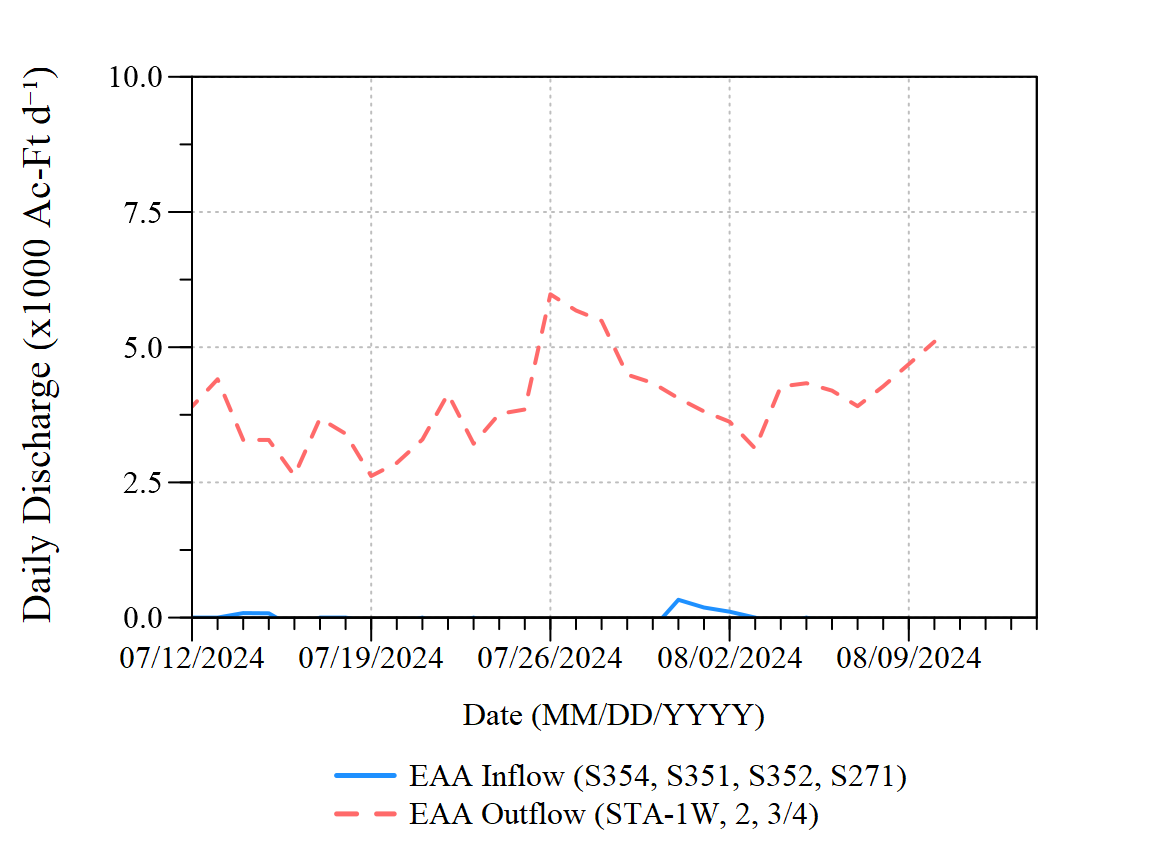 Daily Discharge (x1000 Ac-Ft d⁻¹)
10.0
7.5
5.0
2.5
0.0
07/12/2024 07/19/2024 07/26/2024 08/02/2024 08/09/2024
Date (MM/DD/YYYY)
EAA Inflow (S354, S351, S352, S271)
EAA Outflow (STA-1W, 2, 3/4)